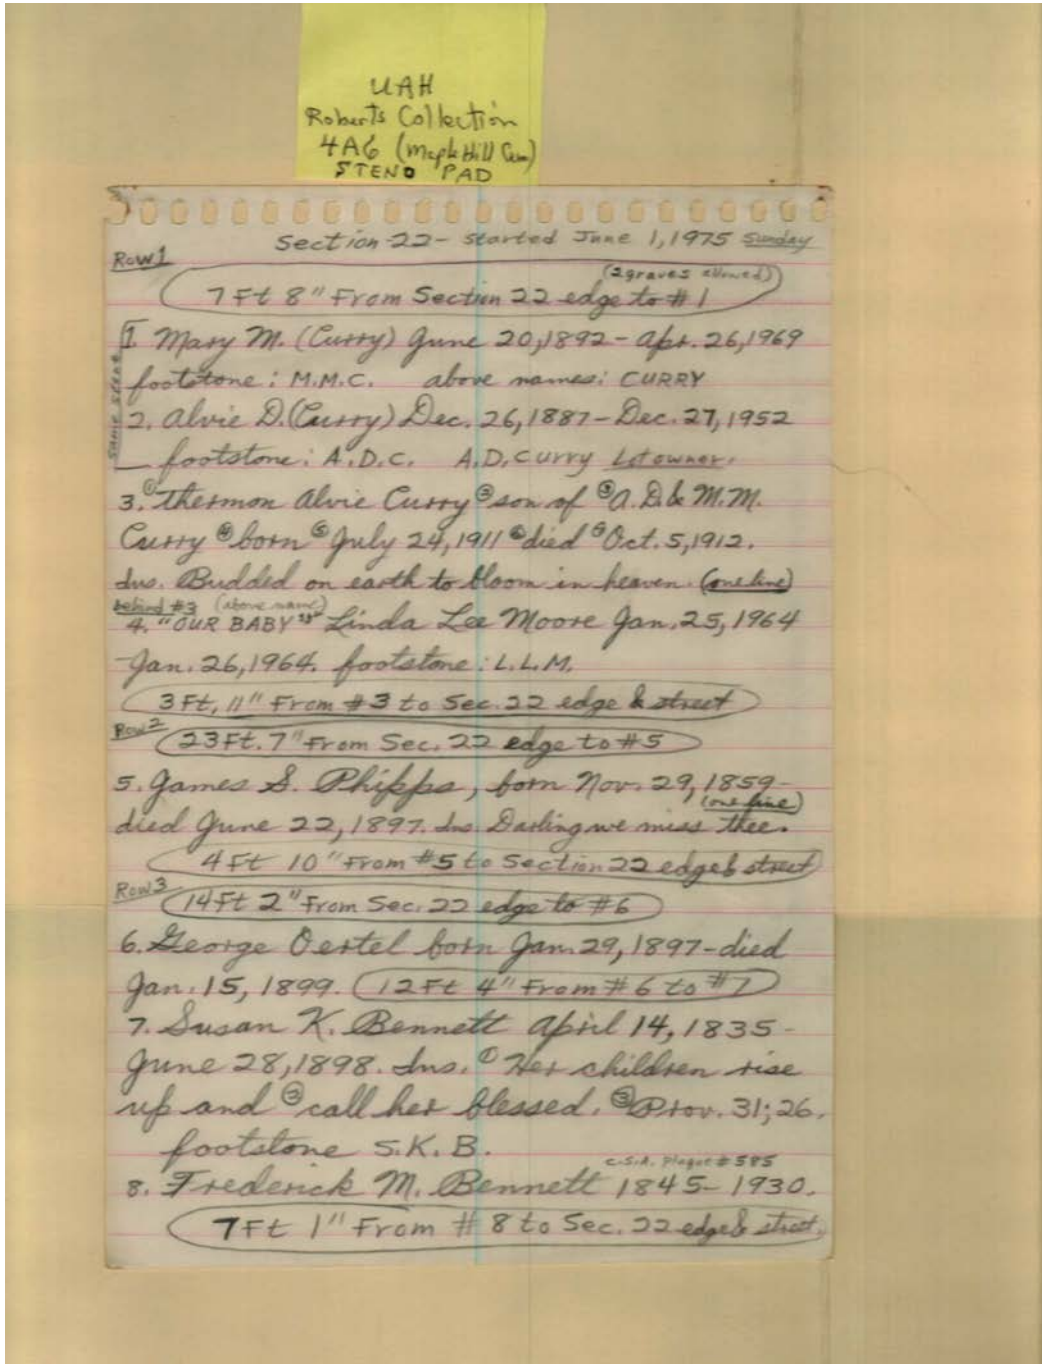 UAH
Roberts Collection
4A6 (Maple Hill Cem)
STENO PAD
Section-22- started June 1, 1975 Sunday
Row 1
(2 graves allowed)
7 Ft 8" From Section 22 edge to #1
1. Mary M. (Curry) June 20, 1892 - Apr. 26, 1969
same stone
footstone: M.M.C. above names: CURRY
2. Alvie D. (Curry) Dec. 26, 1887 - Dec. 27, 1952
footstone: A.D.C. A.D. Curry Lot owner.
3. ① Thermon Alvie Curry ② son of ③ A.D. & M.M.
Curry ④ born ⑤ July 24, 1911 ⑥ died Oct. 5, 1912.
Ins. Budded on earth to bloom in heaven. (one line)
behind #3 (above name)
4. "OUR BABY" Linda Lee Moore Jan. 25, 1964
Jan. 26, 1964. footstone: L.L.M.
3 Ft, 11" From #3 to Sec. 22 edge & street
Row 2
23 Ft. 7" From Sec. 22 edge to #5
5. James S. Phipps, born Nov. 29, 1859-
(one line)
died June 22, 1897. Ins Darling we miss thee.
4 Ft 10" From #5 to Section 22 edge & street
Row 3
14 Ft 2" From Sec. 22 edge to #6
6. George Oertel born Jan. 29, 1897 - died
Jan. 15, 1899. 12 Ft 4" From #6 to #7
7. Susan K. Bennett April 14, 1835 -
June 28, 1898. Ins. ① Her children rise
up and ② call her blessed. ③ Prov. 31; 26.
footstone S.K.B.
C.S.A. Plaque # 585
8. Frederick M. Bennett 1845 - 1930.
7 Ft 1" From #8 to Sec. 22 edge & street.